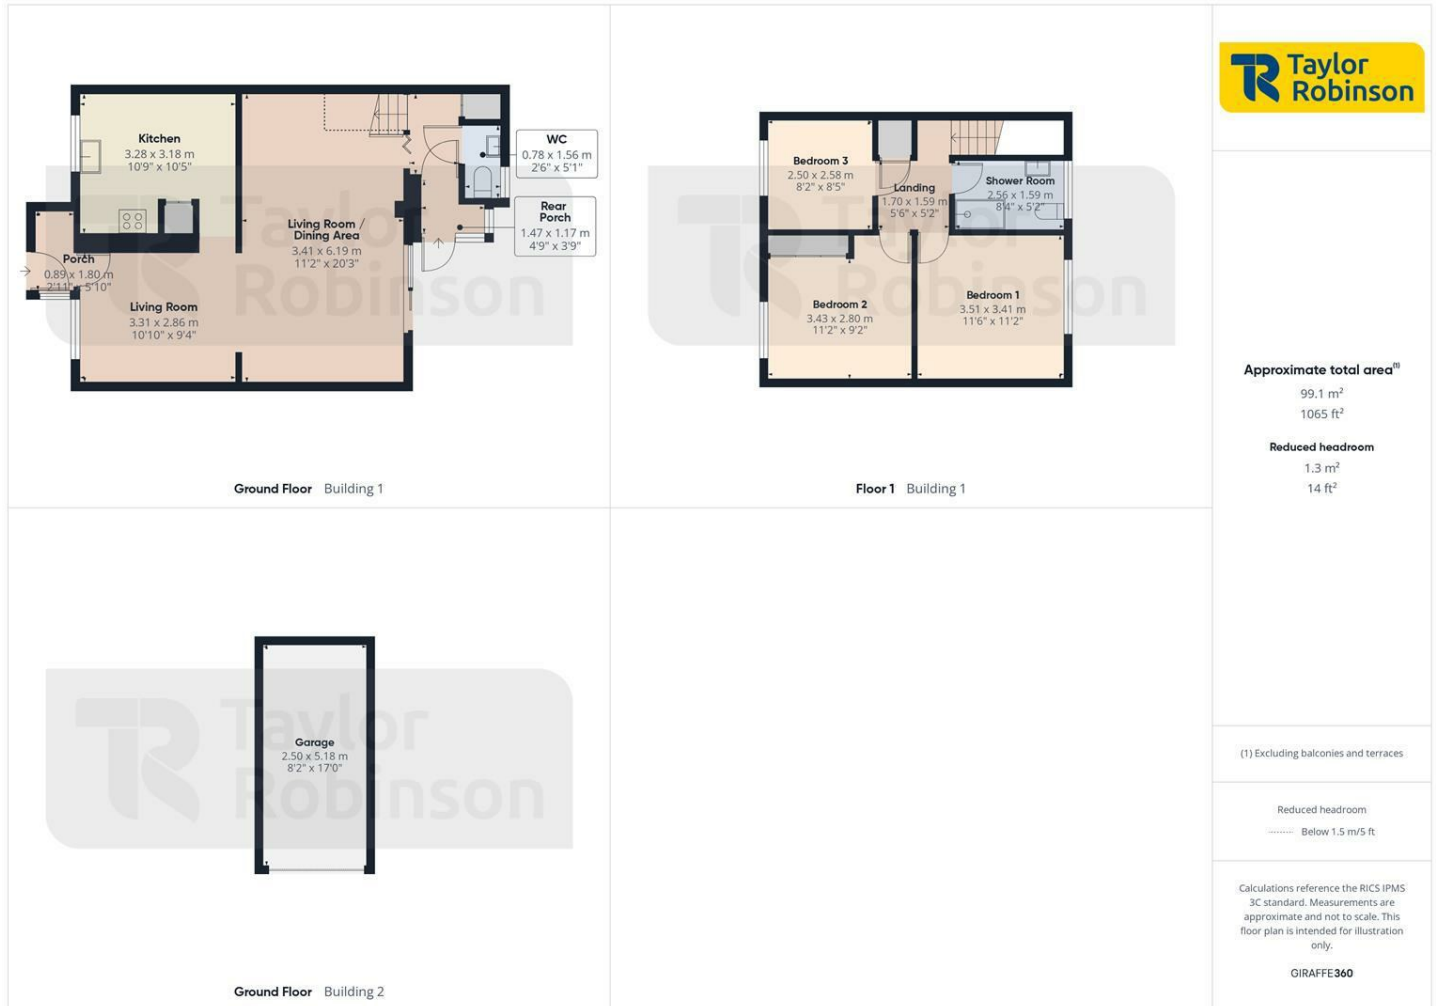 Kitchen
3.28 x 3.18 m
10'9" x 10'5"
WC
0.78 x 1.56 m
2'6" x 5'1"
Rear
Porch
1.47 x 1.17 m
4'9" x 3'9"
Living Room /
Dining Area
3.41 x 6.19 m
11'2" x 20'3"
Porch
0.89 x 1.80 m
2'11" x 5'10"
Living Room
3.31 x 2.86 m
10'10" x 9'4"
Taylor
Robinson
Ground Floor Building 1
Bedroom 3
2.50 x 2.58 m
8'2" x 8'5"
Landing
1.70 x 1.59 m
5'6" x 5'2"
Shower Room
2.56 x 1.59 m
8'4" x 5'2"
Bedroom 2
3.43 x 2.80 m
11'2" x 9'2"
Bedroom 1
3.51 x 3.41 m
11'6" x 11'2"
Taylor
Robinson
Floor 1 Building 1
Garage
2.50 x 5.18 m
8'2" x 17'0"
Taylor
Robinson
Ground Floor Building 2
Taylor
Robinson
Approximate total area(1)
99.1 m²
1065 ft²
Reduced headroom
1.3 m²
14 ft²
(1) Excluding balconies and terraces
Reduced headroom
Below 1.5 m/5 ft
Calculations reference the RICS IPMS
3C standard. Measurements are
approximate and not to scale. This
floor plan is intended for illustration
only.
GIRAFFE360